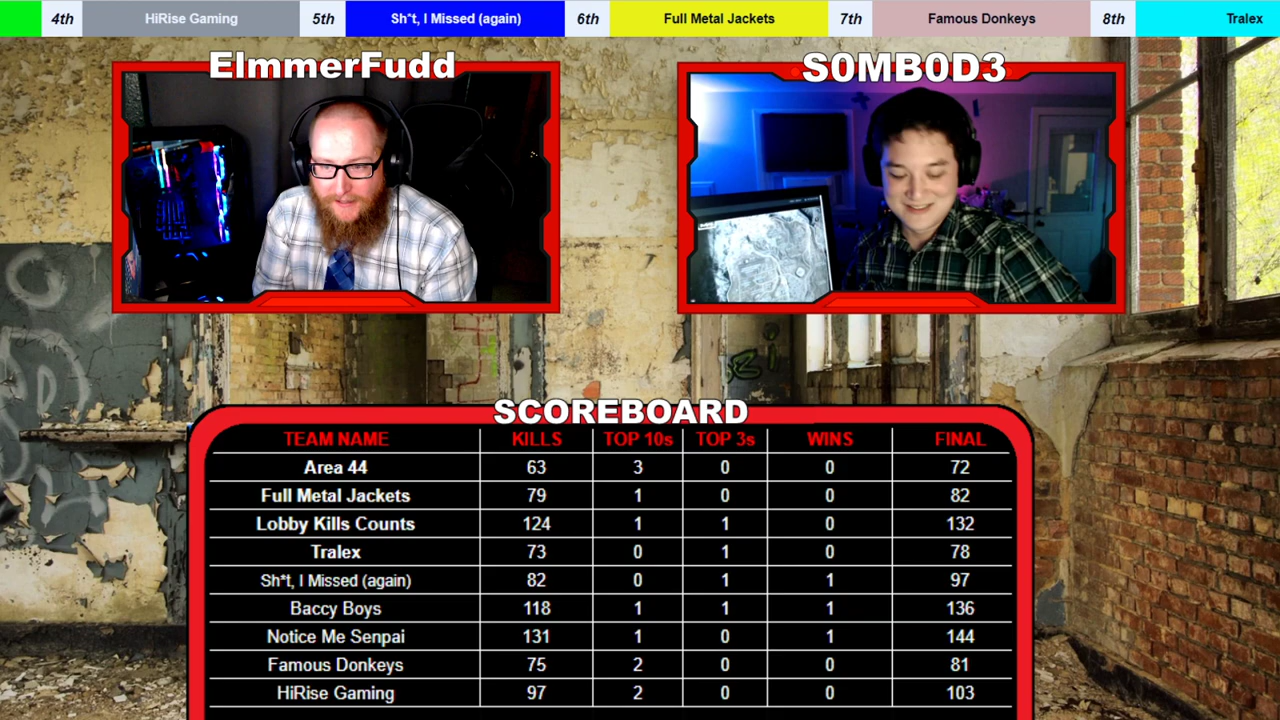 4th HiRise Gaming 5th Sh*t, I Missed (again) 6th Full Metal Jackets 7th Famous Donkeys 8th Tralex
ElmmerFudd S0MB0D3
SCOREBOARD
TEAM NAME KILLS TOP 10s TOP 3s WINS FINAL
Area 44 63 3 0 0 72
Full Metal Jackets 79 1 0 0 82
Lobby Kills Counts 124 1 1 0 132
Tralex 73 0 1 0 78
Sh*t, I Missed (again) 82 0 1 1 97
Baccy Boys 118 1 1 1 136
Notice Me Senpai 131 1 0 1 144
Famous Donkeys 75 2 0 0 81
HiRise Gaming 97 2 0 0 103